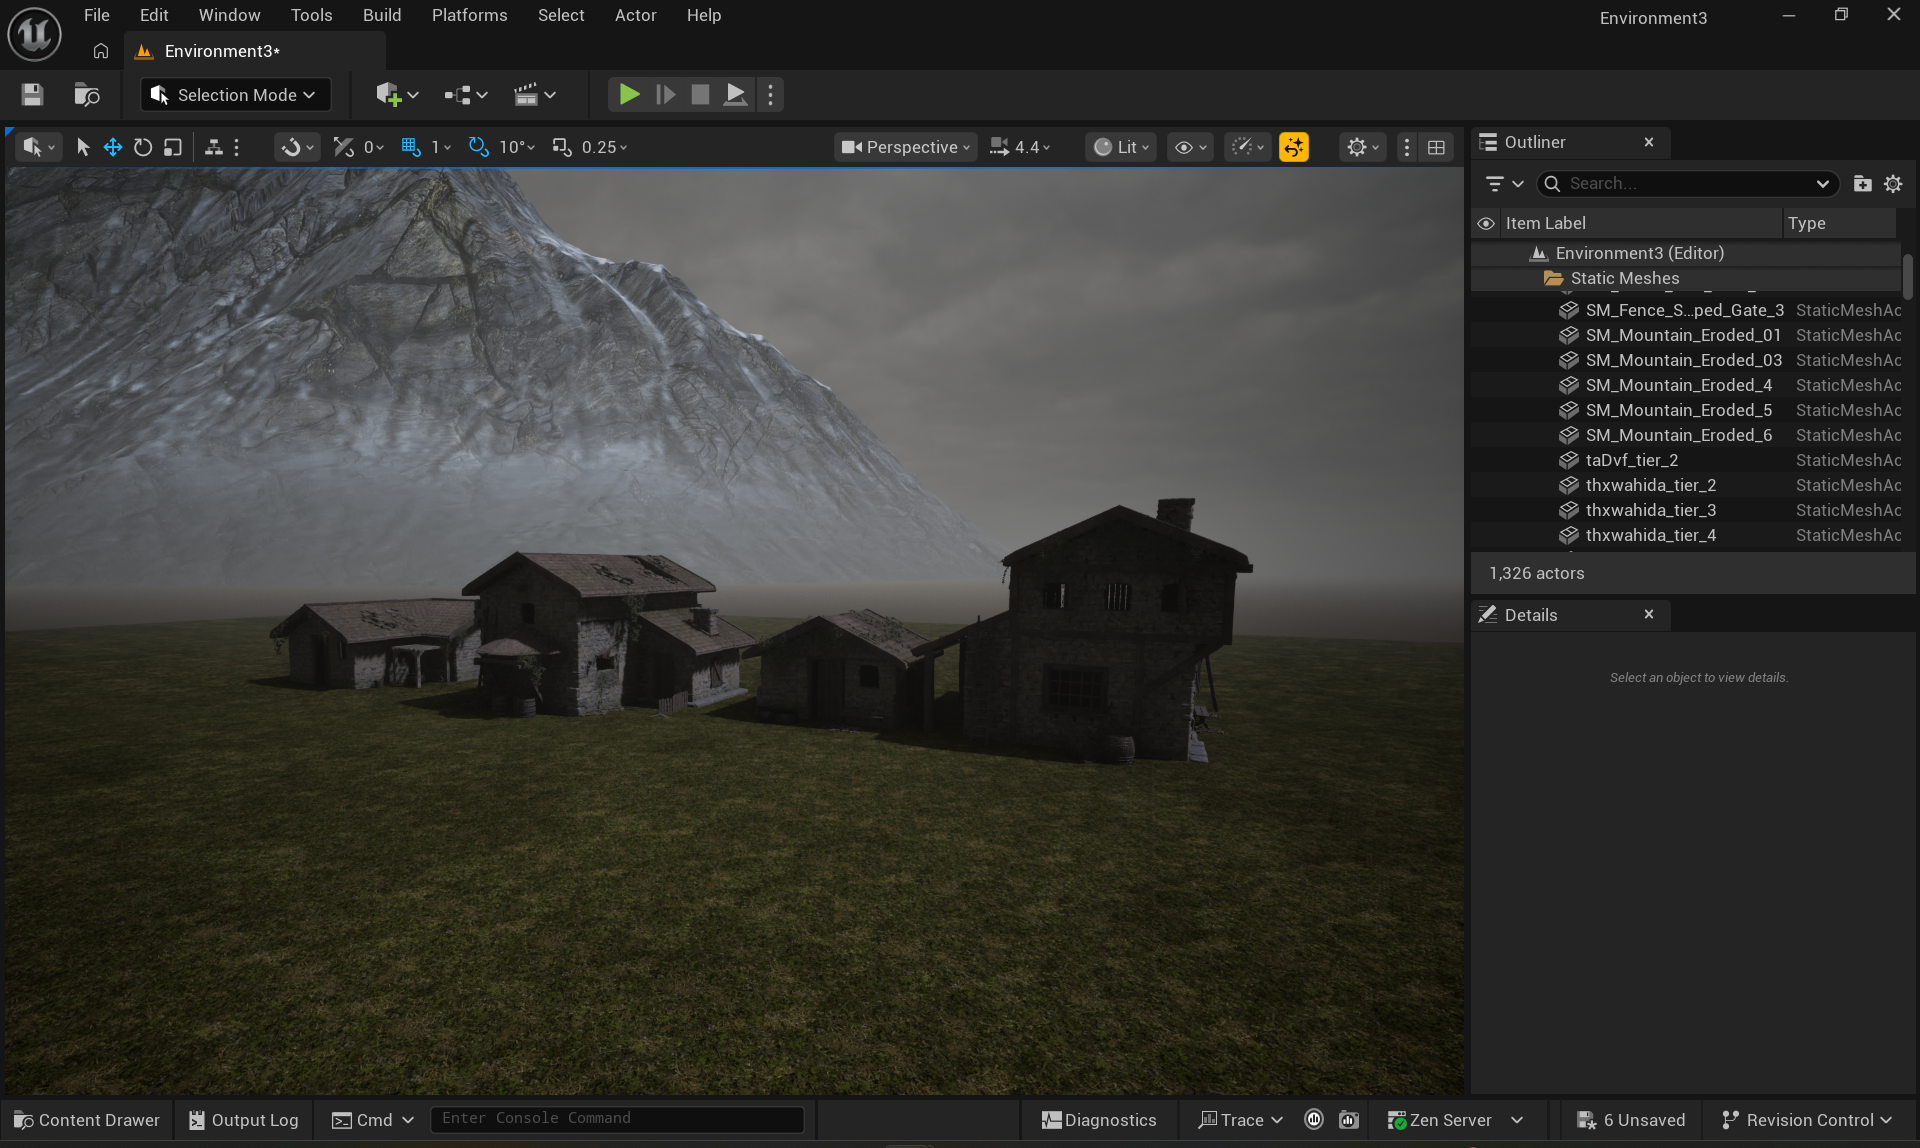 File Edit Window Tools Build Platforms Select Actor Help
Environment3
Environment3*
Selection Mode
0 1 10° 0.25 Perspective 4.4 Lit
Outliner
Search...
Item Label Type
Environment3 (Editor)
Static Meshes
SM_Fence_S...ped_Gate_3 StaticMeshAc
SM_Mountain_Eroded_01 StaticMeshAc
SM_Mountain_Eroded_03 StaticMeshAc
SM_Mountain_Eroded_4 StaticMeshAc
SM_Mountain_Eroded_5 StaticMeshAc
SM_Mountain_Eroded_6 StaticMeshAc
taDvf_tier_2 StaticMeshAc
thxwahida_tier_2 StaticMeshAc
thxwahida_tier_3 StaticMeshAc
thxwahida_tier_4 StaticMeshAc
1,326 actors
Details
Select an object to view details.
Content Drawer Output Log Cmd Enter Console Command Diagnostics Trace Zen Server 6 Unsaved Revision Control